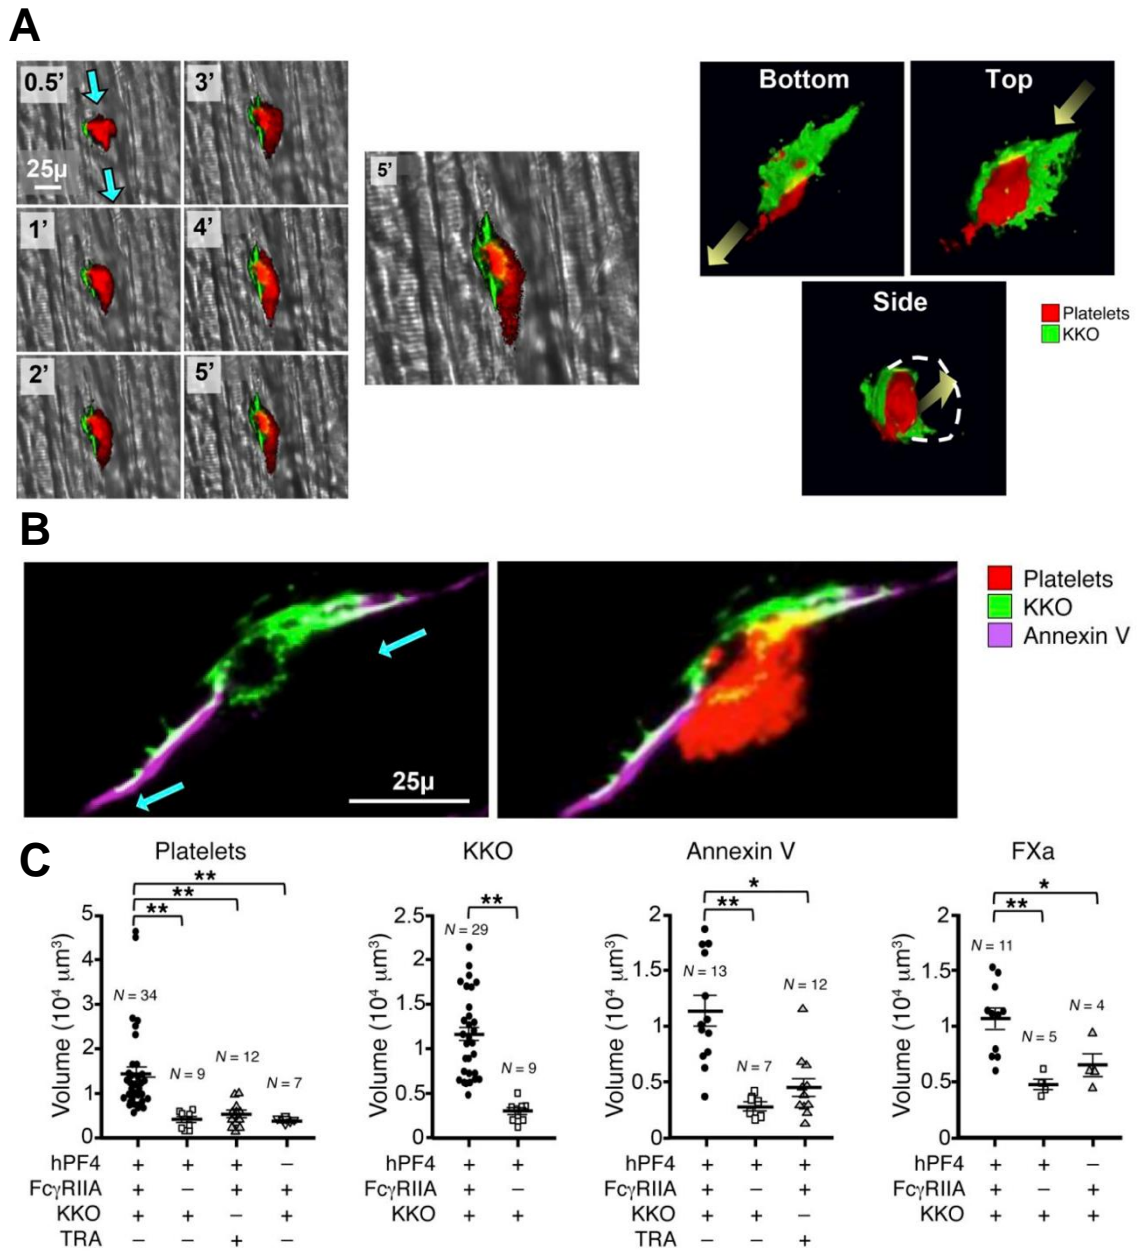 A
0.5’
25µ
3’
1’
4’
2’
5’
5’
Bottom
Top
Side
Platelets
KKO
B
25µ
Platelets
KKO
Annexin V
C
Platelets
**
**
**
Volume (10⁴ µm³)
5
4
3
2
1
0
N = 34
N = 9
N = 12
N = 7
hPF4 + + + –
FcγRIIA + – + +
KKO + + – +
TRA – – + –
KKO
**
Volume (10⁴ µm³)
2.5
2
1.5
1
0.5
0
N = 29
N = 9
hPF4 + +
FcγRIIA + –
KKO + +
Annexin V
*
**
Volume (10⁴ µm³)
2
1.5
1
0.5
0
N = 13
N = 7
N = 12
hPF4 + + +
FcγRIIA + – +
KKO + + –
TRA – – +
FXa
*
**
Volume (10⁴ µm³)
2
1.5
1
0.5
0
N = 11
N = 5
N = 4
hPF4 + + –
FcγRIIA + – +
KKO + + +